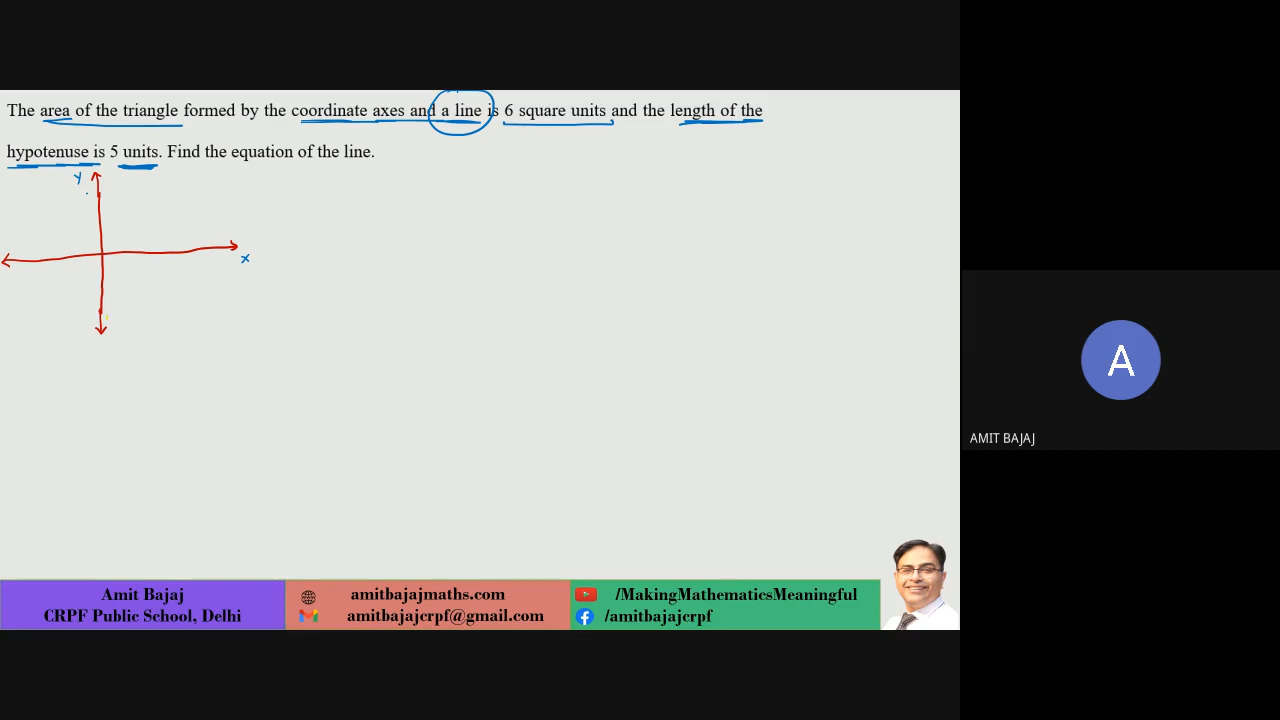 The area of the triangle formed by the coordinate axes and a line is 6 square units and the length of the
hypotenuse is 5 units. Find the equation of the line.
y
x
A
AMIT BAJAJ
Amit Bajaj
CRPF Public School, Delhi
amitbajajmaths.com
amitbajajcrpf@gmail.com
/MakingMathematicsMeaningful
/amitbajajcrpf